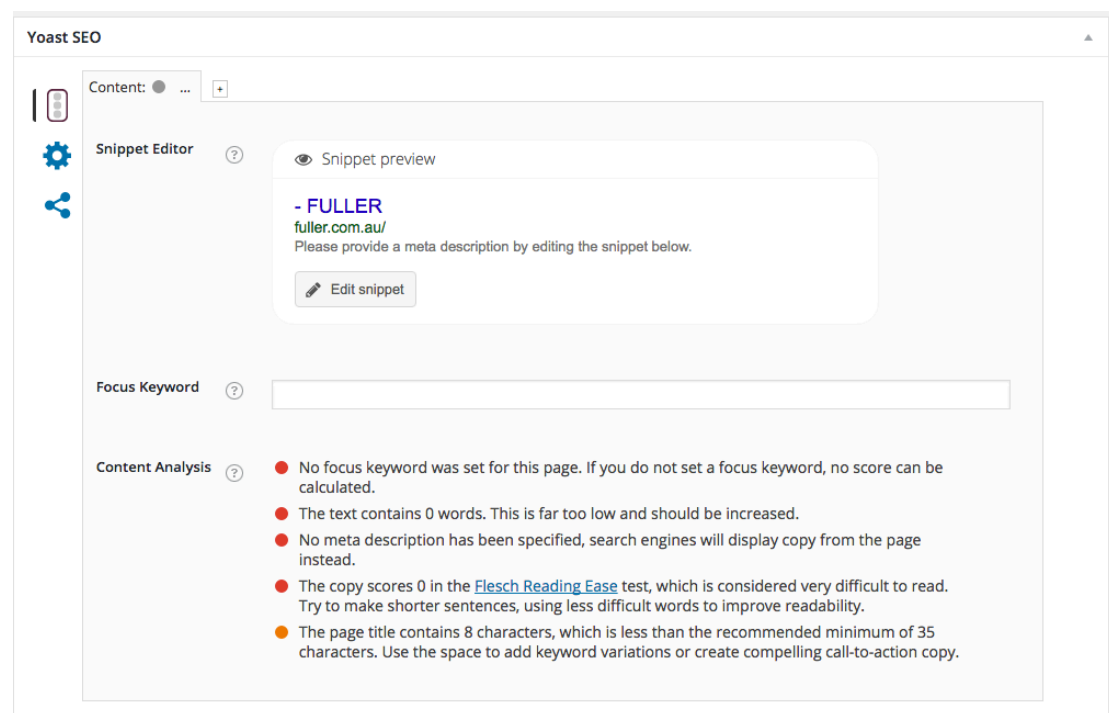 Yoast SEO
Content: ...
+
Snippet Editor ?
Snippet preview
- FULLER
fuller.com.au/
Please provide a meta description by editing the snippet below.
Edit snippet
Focus Keyword ?
Content Analysis ?
No focus keyword was set for this page. If you do not set a focus keyword, no score can be
calculated.
The text contains 0 words. This is far too low and should be increased.
No meta description has been specified, search engines will display copy from the page
instead.
The copy scores 0 in the Flesch Reading Ease test, which is considered very difficult to read.
Try to make shorter sentences, using less difficult words to improve readability.
The page title contains 8 characters, which is less than the recommended minimum of 35
characters. Use the space to add keyword variations or create compelling call-to-action copy.